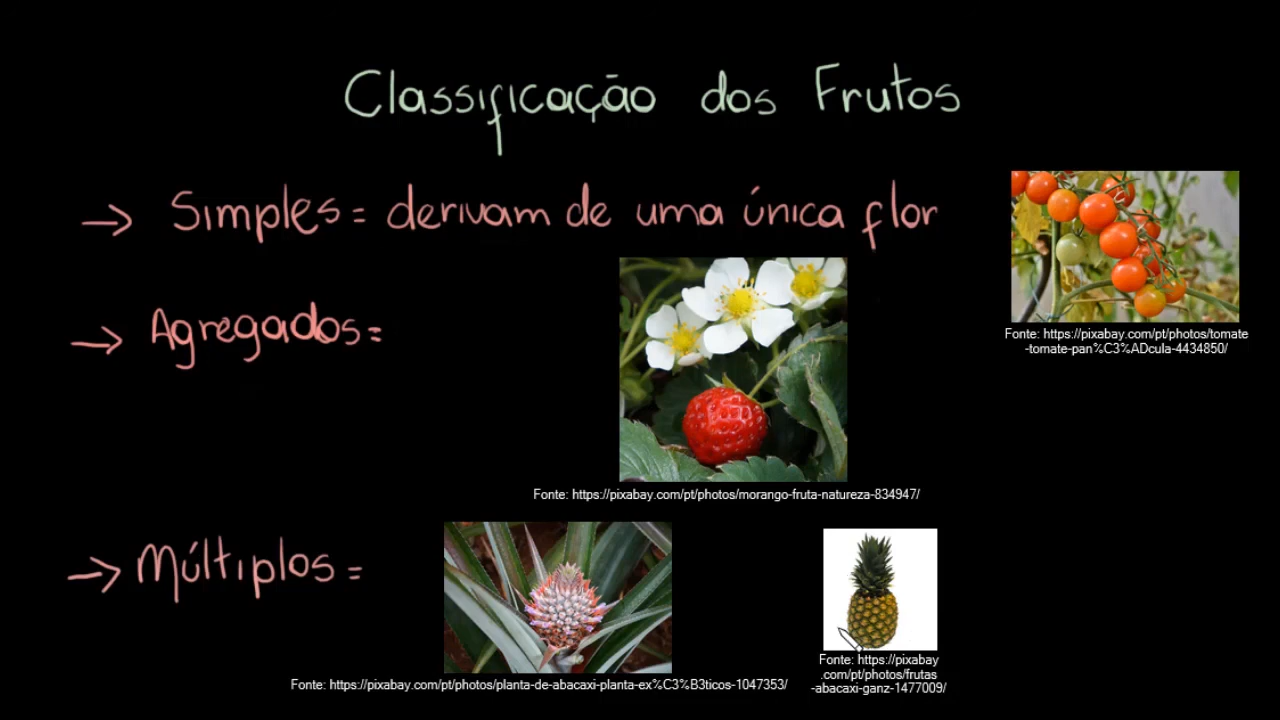 Classificação dos Frutos
→ Simples = derivam de uma única flor
Fonte: https://pixabay.com/pt/photos/tomate
-tomate-pan%C3%ADcula-4434850/
→ Agregados =
Fonte: https://pixabay.com/pt/photos/morango-fruta-natureza-834947/
→ Múltiplos =
Fonte: https://pixabay.com/pt/photos/planta-de-abacaxi-planta-ex%C3%B3ticos-1047353/
Fonte: https://pixabay
.com/pt/photos/frutas
-abacaxi-ganz-1477009/